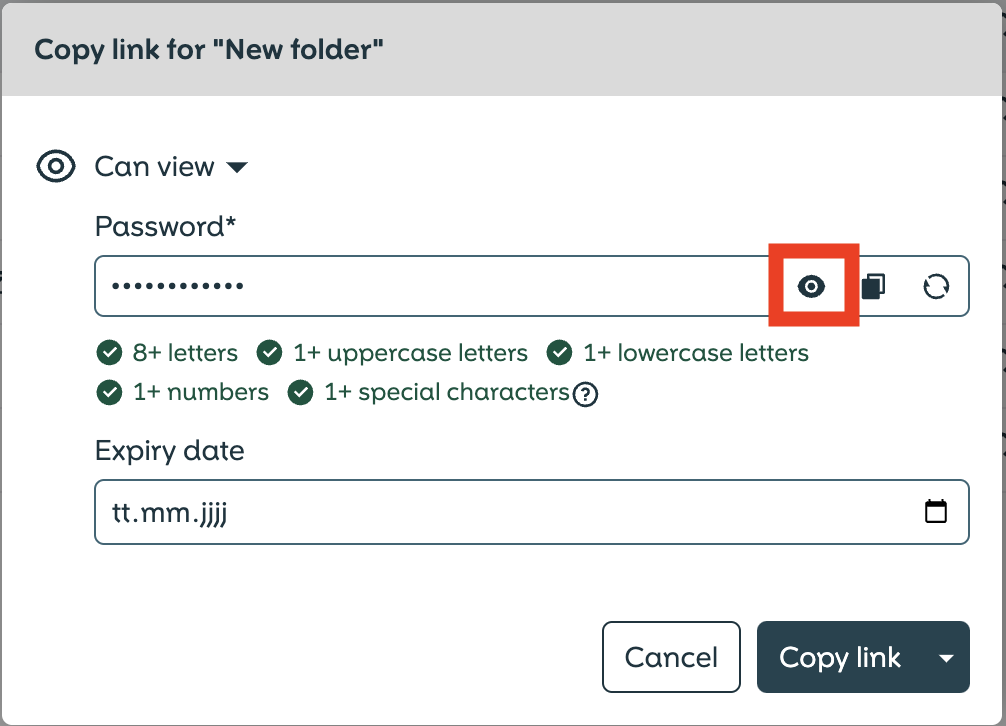 Copy link for "New folder"
Can view
Password*
••••••••••••
8+ letters 1+ uppercase letters 1+ lowercase letters
1+ numbers 1+ special characters ?
Expiry date
tt.mm.jjjj
Cancel Copy link